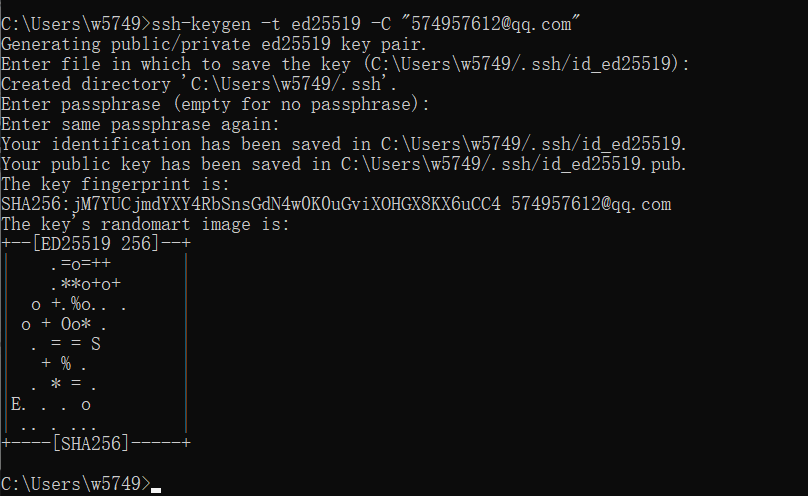 C:\Users\w5749>ssh-keygen -t ed25519 -C "574957612@qq.com"
Generating public/private ed25519 key pair.
Enter file in which to save the key (C:\Users\w5749/.ssh/id_ed25519):
Created directory 'C:\Users\w5749/.ssh'.
Enter passphrase (empty for no passphrase):
Enter same passphrase again:
Your identification has been saved in C:\Users\w5749/.ssh/id_ed25519.
Your public key has been saved in C:\Users\w5749/.ssh/id_ed25519.pub.
The key fingerprint is:
SHA256:jM7YUCjmdYXY4RbSnsGdN4w0K0uGviXOHGX8KX6uCC4 574957612@qq.com
The key's randomart image is:
+--[ED25519 256]--+
|    .=o=++       |
|    .**o+o+      |
|  o +.%o.. .     |
| o + Oo* .       |
|  . = = S        |
|   + % .         |
|  . * = .        |
|E. . . o         |
| .. . ...        |
+----[SHA256]-----+
C:\Users\w5749>